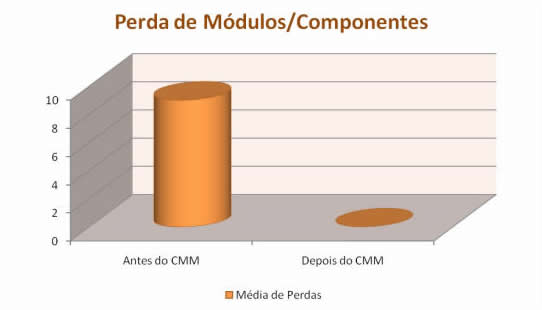 Perda de Módulos/Componentes
10
8
6
4
2
0
Antes do CMM
Depois do CMM
Média de Perdas